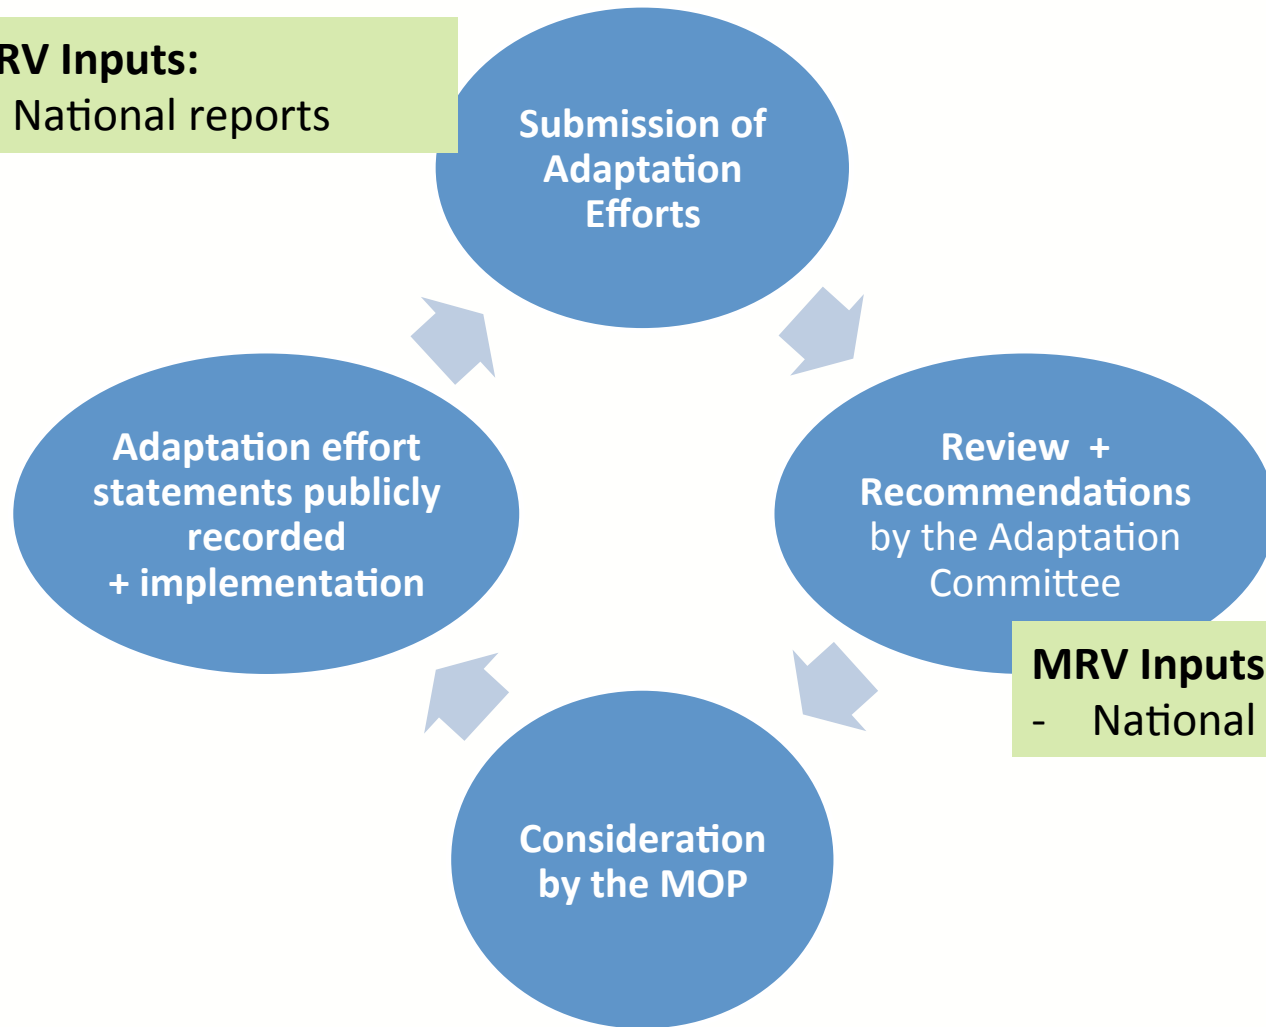 RV Inputs:
National reports
Submission of
Adaptation
Efforts
Adaptation effort
statements publicly
recorded
+ implementation
Review +
Recommendations
by the Adaptation
Committee
MRV Inputs
- National
Consideration
by the MOP